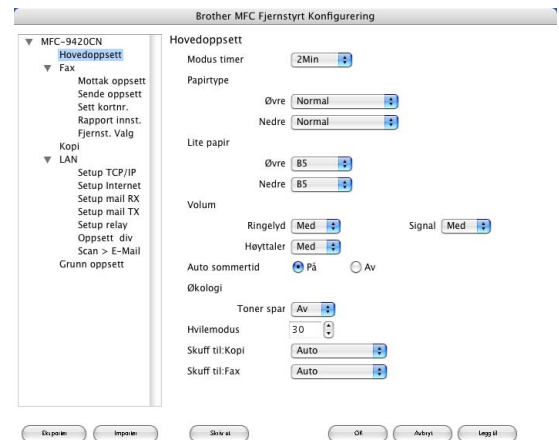 Brother MFC Fjernstyrt Konfigurering
MFC-9420CN
Hovedoppsett
Fax
Mottak oppsett
Sende oppsett
Sett kortnr.
Rapport innst.
Fjernst. Valg
Kopi
LAN
Setup TCP/IP
Setup Internet
Setup mail RX
Setup mail TX
Setup relay
Oppsett div
Scan > E-Mail
Grunn oppsett
Hovedoppsett
Modus timer 2Min
Papirtype
Øvre Normal
Nedre Normal
Lite papir
Øvre B5
Nedre B5
Volum
Ringelyd Med Signal Med
Høyttaler Med
Auto sommertid På Av
Økologi
Toner spar Av
Hvilemodus 30
Skuff til:Kopi Auto
Skuff til:Fax Auto
Eksporter Importer Skriv ut OK Avbryt Legg til